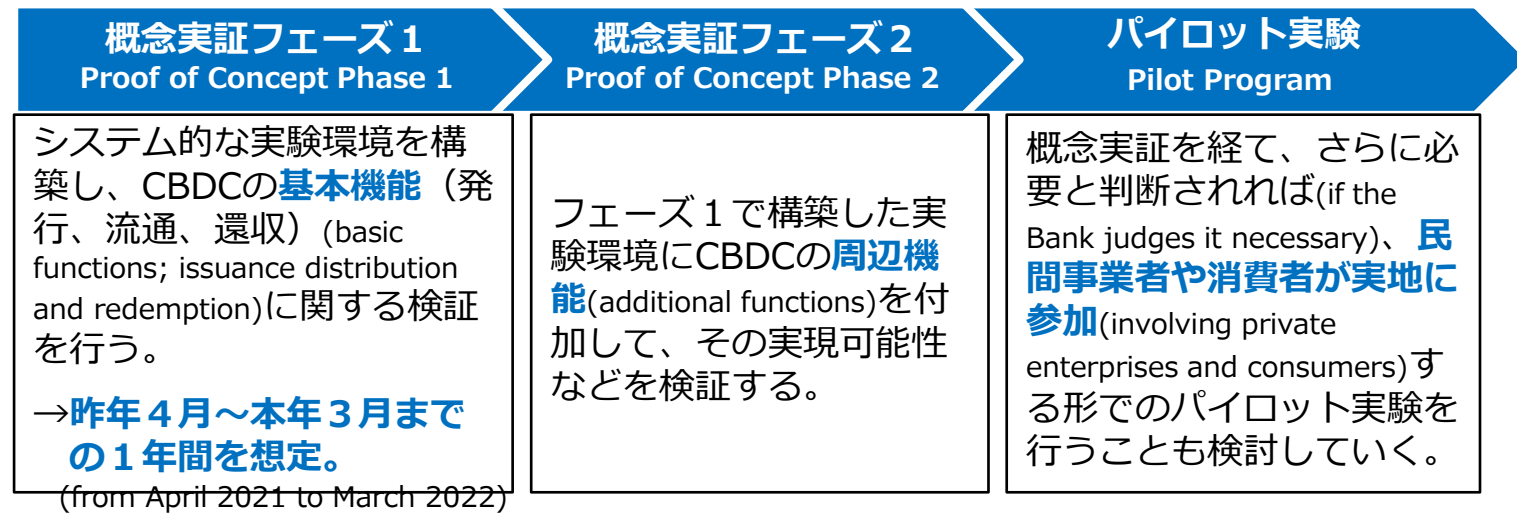 概念実証フェーズ１
Proof of Concept Phase 1
概念実証フェーズ２
Proof of Concept Phase 2
パイロット実験
Pilot Program
システム的な実験環境を構
築し、CBDCの基本機能（発
行、流通、還収）(basic
functions; issuance distribution
and redemption)に関する検証
を行う。
→昨年４月～本年３月まで
の１年間を想定。
(from April 2021 to March 2022)
フェーズ１で構築した実
験環境にCBDCの周辺機
能(additional functions)を付
加して、その実現可能性
などを検証する。
概念実証を経て、さらに必
要と判断されれば(if the
Bank judges it necessary)、民
間事業者や消費者が実地に
参加(involving private
enterprises and consumers)す
る形でのパイロット実験を
行うことも検討していく。